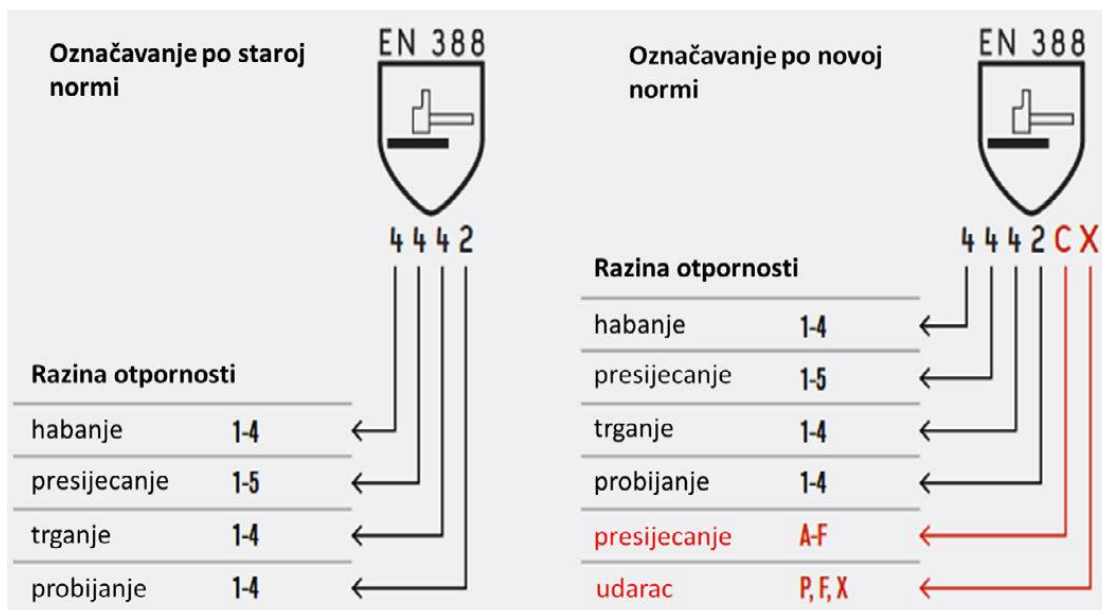 Označavanje po staroj
normi
EN 388
4 4 4 2
Razina otpornosti
habanje 1-4
presijecanje 1-5
trganje 1-4
probijanje 1-4
Označavanje po novoj
normi
EN 388
4 4 4 2 C X
Razina otpornosti
habanje 1-4
presijecanje 1-5
trganje 1-4
probijanje 1-4
presijecanje A-F
udarac P, F, X